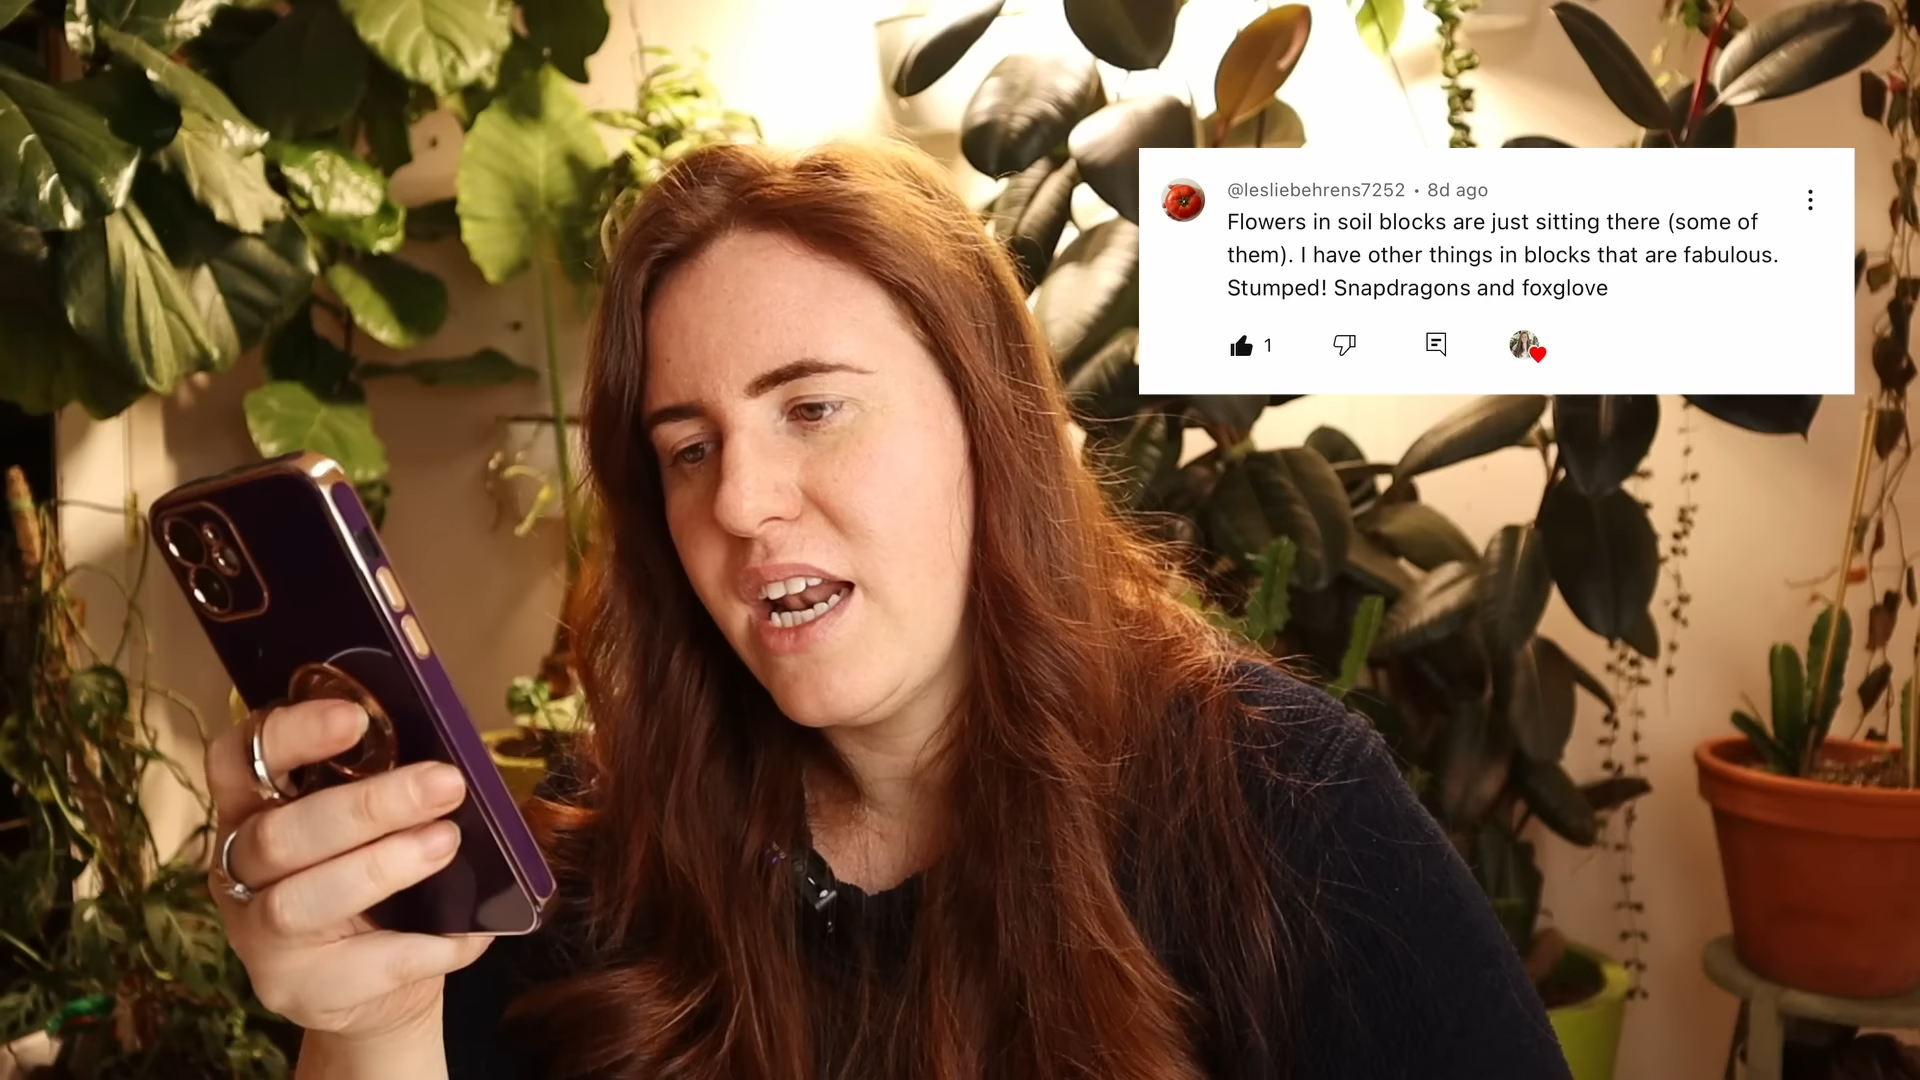 @lesliebehrens7252 • 8d ago
Flowers in soil blocks are just sitting there (some of
them). I have other things in blocks that are fabulous.
Stumped! Snapdragons and foxglove
1